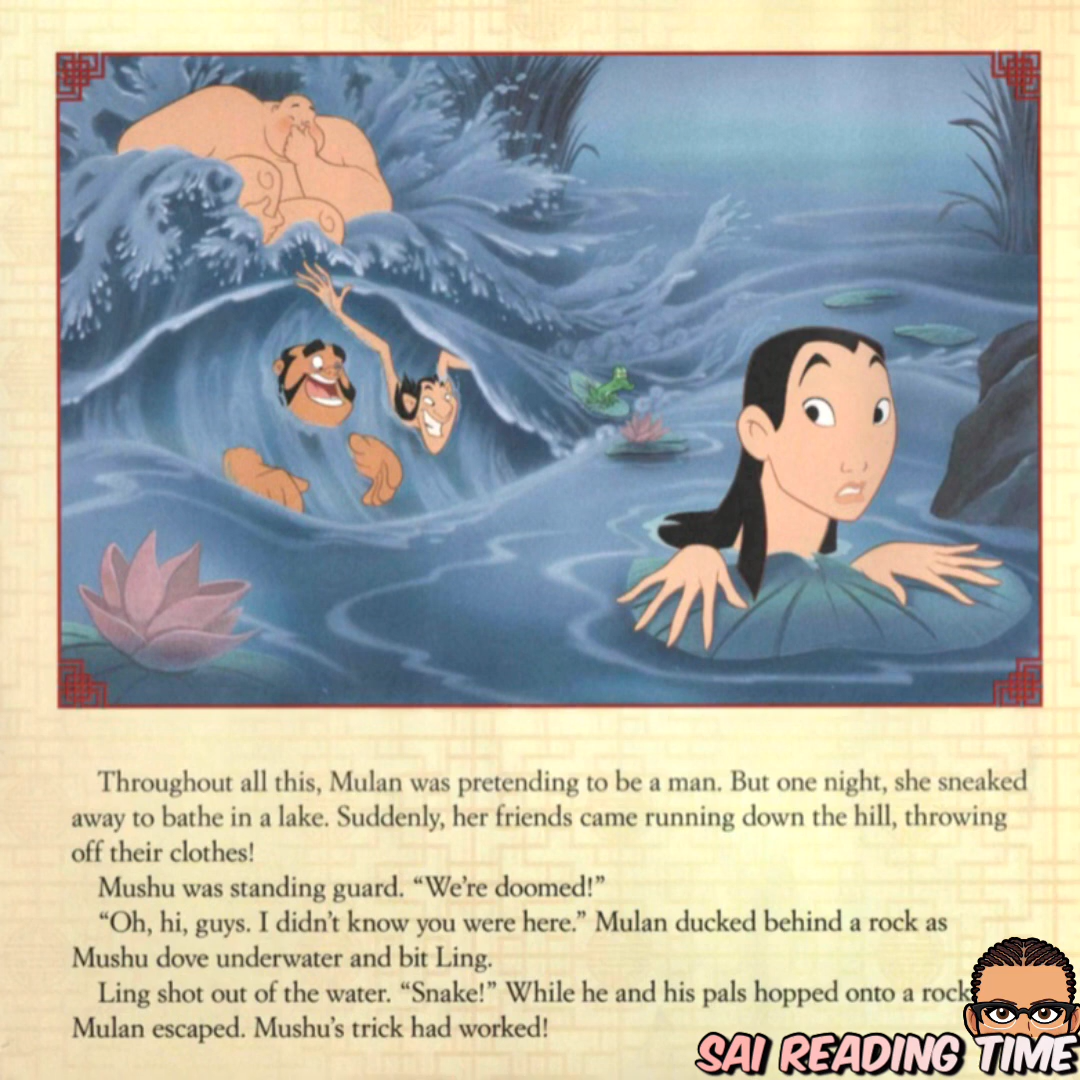 Throughout all this, Mulan was pretending to be a man. But one night, she sneaked
away to bathe in a lake. Suddenly, her friends came running down the hill, throwing
off their clothes!
Mushu was standing guard. “We’re doomed!”
“Oh, hi, guys. I didn’t know you were here.” Mulan ducked behind a rock as
Mushu dove underwater and bit Ling.
Ling shot out of the water. “Snake!” While he and his pals hopped onto a rock
Mulan escaped. Mushu’s trick had worked!
SAI READING TIME